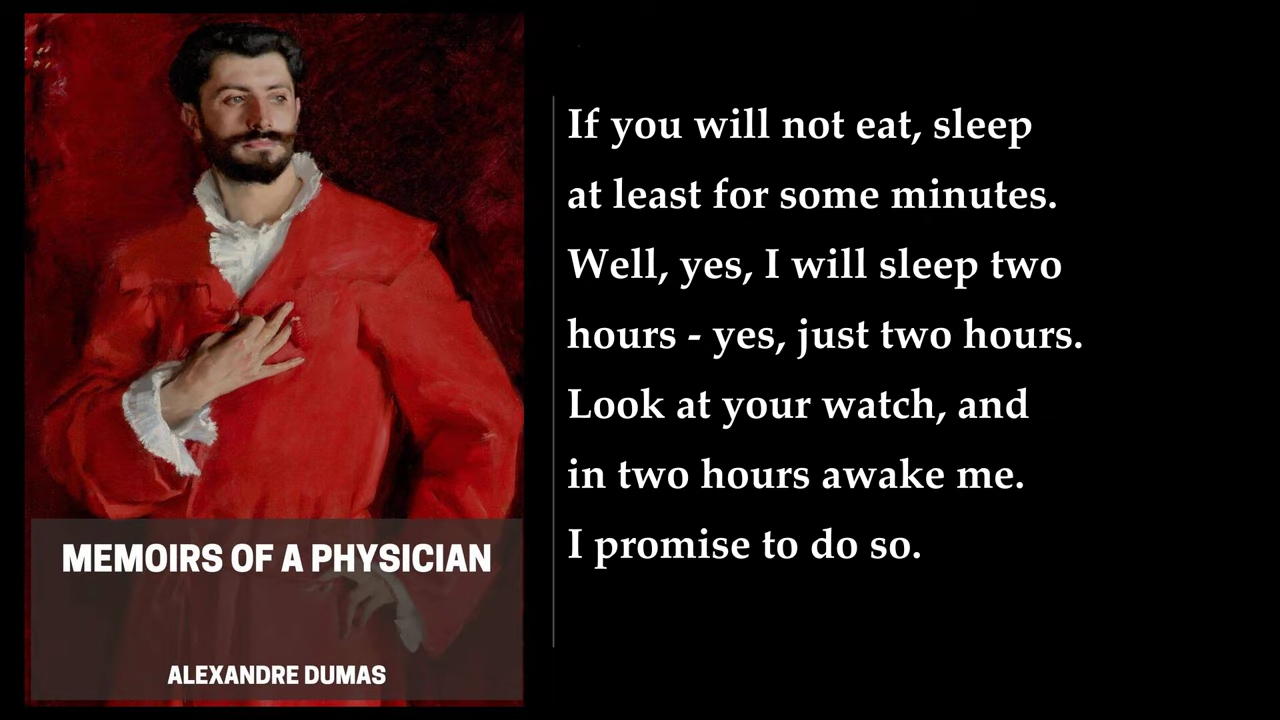 MEMOIRS OF A PHYSICIAN
ALEXANDRE DUMAS
If you will not eat, sleep
at least for some minutes.
Well, yes, I will sleep two
hours - yes, just two hours.
Look at your watch, and
in two hours awake me.
I promise to do so.